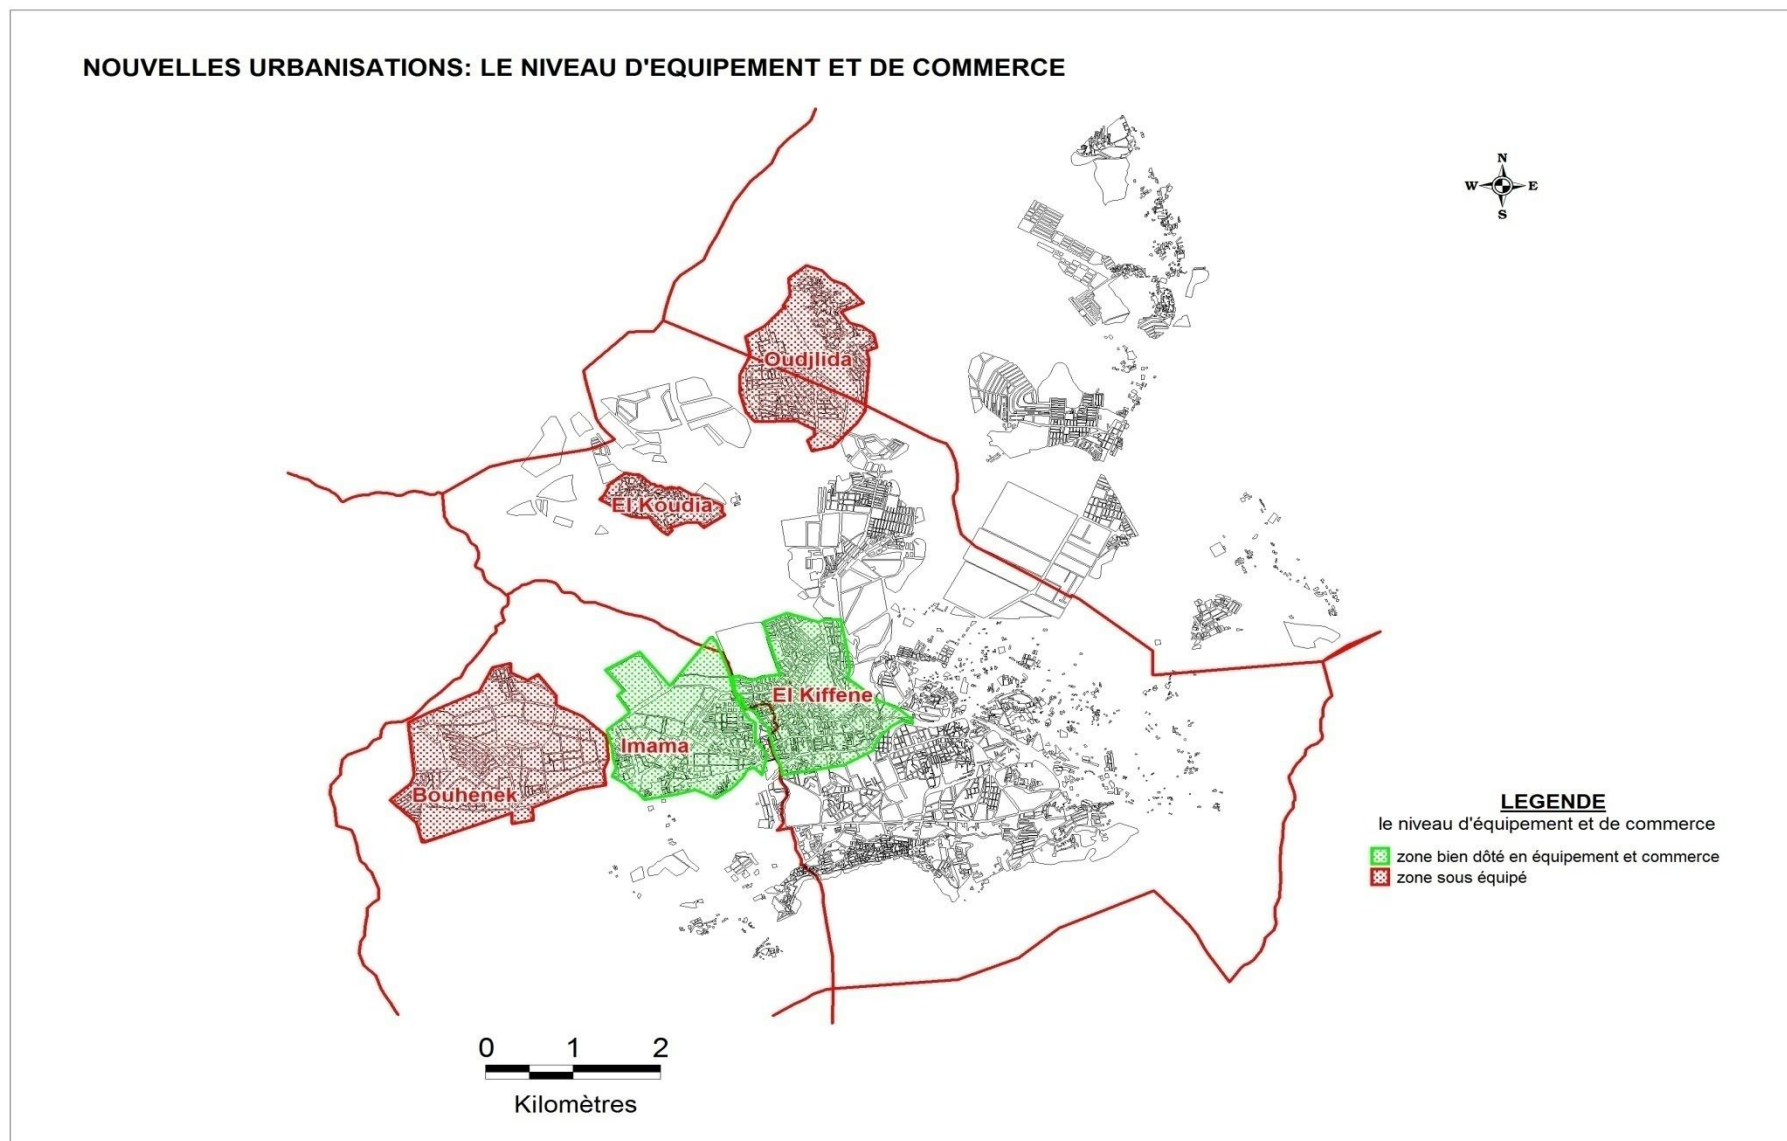 NOUVELLES URBANISATIONS: LE NIVEAU D'EQUIPEMENT ET DE COMMERCE
N
W E
S
Oudjlida
El Koudia
El Kiffene
Imama
Bouhenek
LEGENDE
le niveau d'équipement et de commerce
zone bien dôté en équipement et commerce
zone sous équipé
0 1 2
Kilomètres